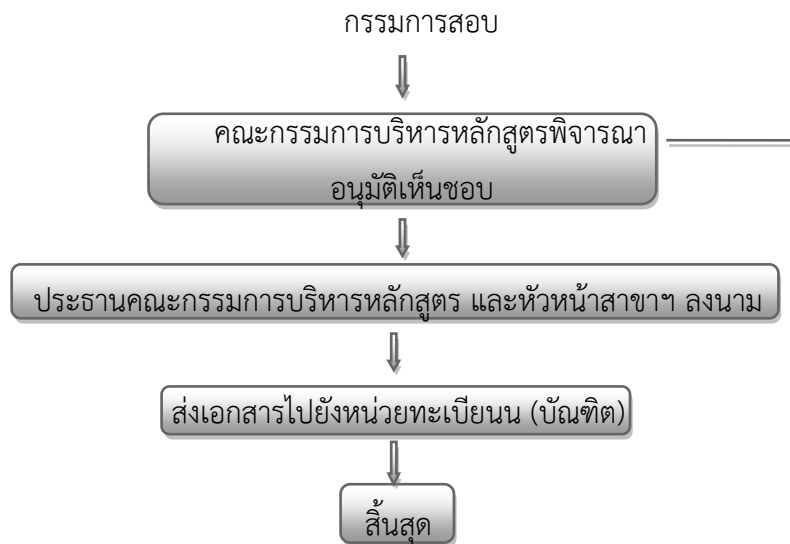 กรรมการสอบ
คณะกรรมการบริหารหลักสูตรพิจารณา
อนุมัติเห็นชอบ
ประธานคณะกรรมการบริหารหลักสูตร และหัวหน้าสาขาฯ ลงนาม
ส่งเอกสารไปยังหน่วยทะเบียนน (บัณฑิต)
สิ้นสุด